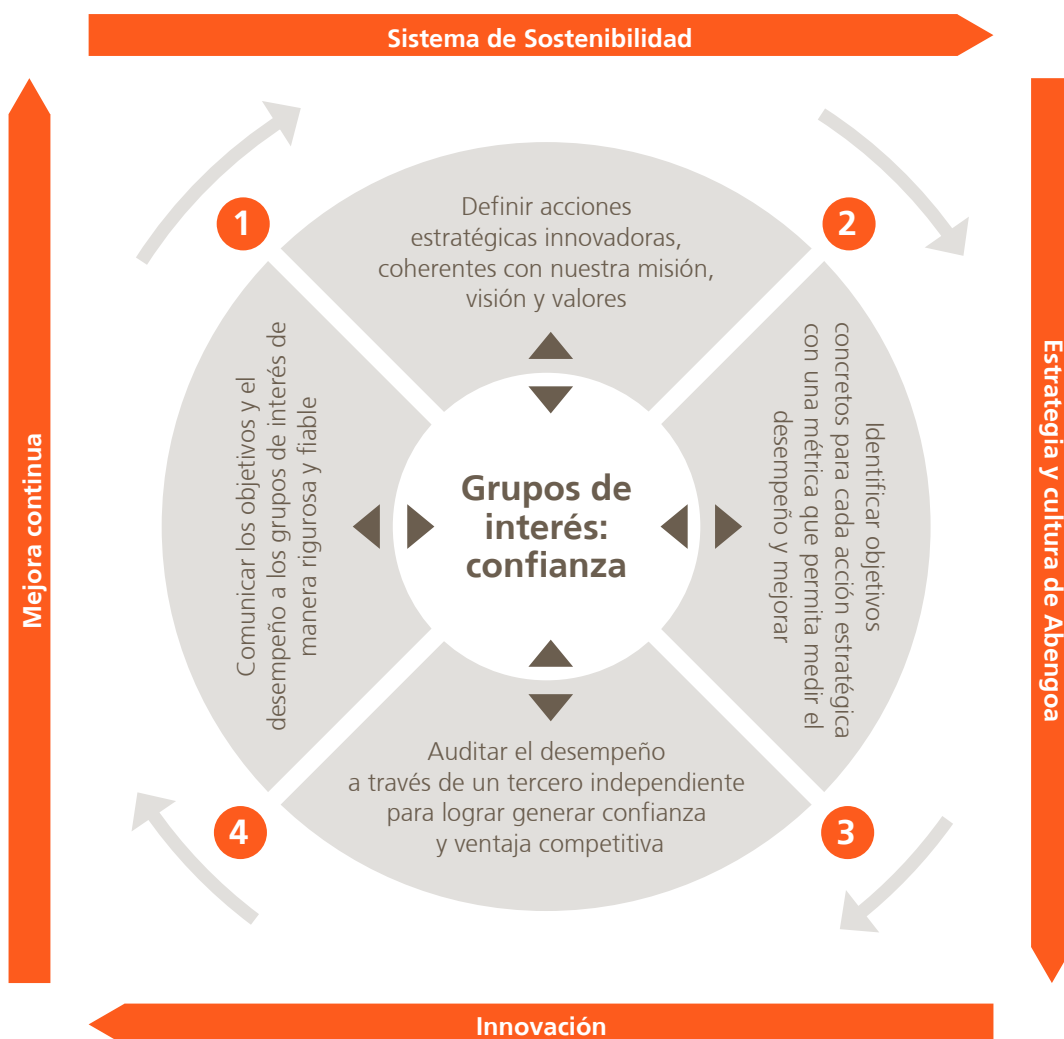 Sistema de Sostenibilidad
1
Definir acciones
estratégicas innovadoras,
coherentes con nuestra misión,
visión y valores
2
Identificar objetivos
concretos para cada acción estratégica
con una métrica que permita medir el
desempeño y mejorar
3
Auditar el desempeño
a través de un tercero independiente
para lograr generar confianza
y ventaja competitiva
4
Comunicar los objetivos y el
desempeño a los grupos de interés de
manera rigurosa y fiable
Grupos de
interés:
confianza
Estrategia y cultura de Abengoa
Innovación
Mejora continua